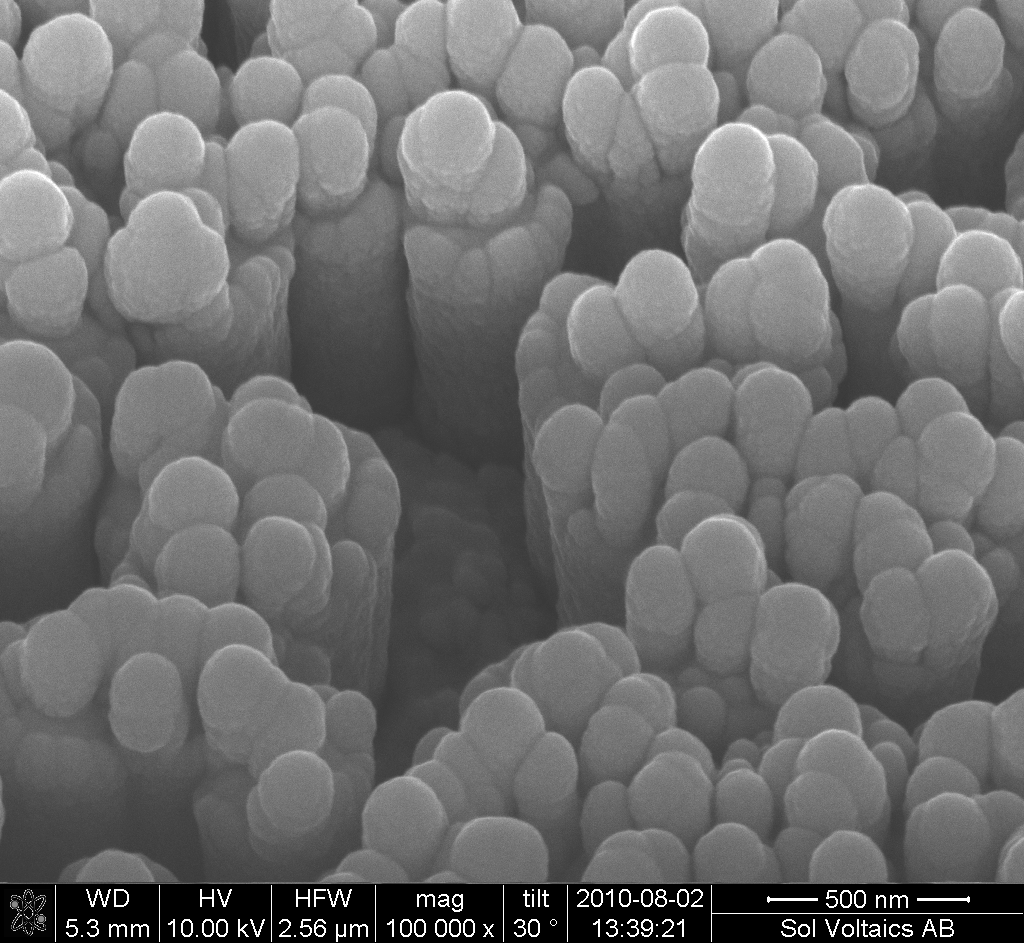 WD HV HFW mag tilt 2010-08-02 500 nm
5.3 mm 10.00 kV 2.56 µm 100 000 x 30 ° 13:39:21 Sol Voltaics AB